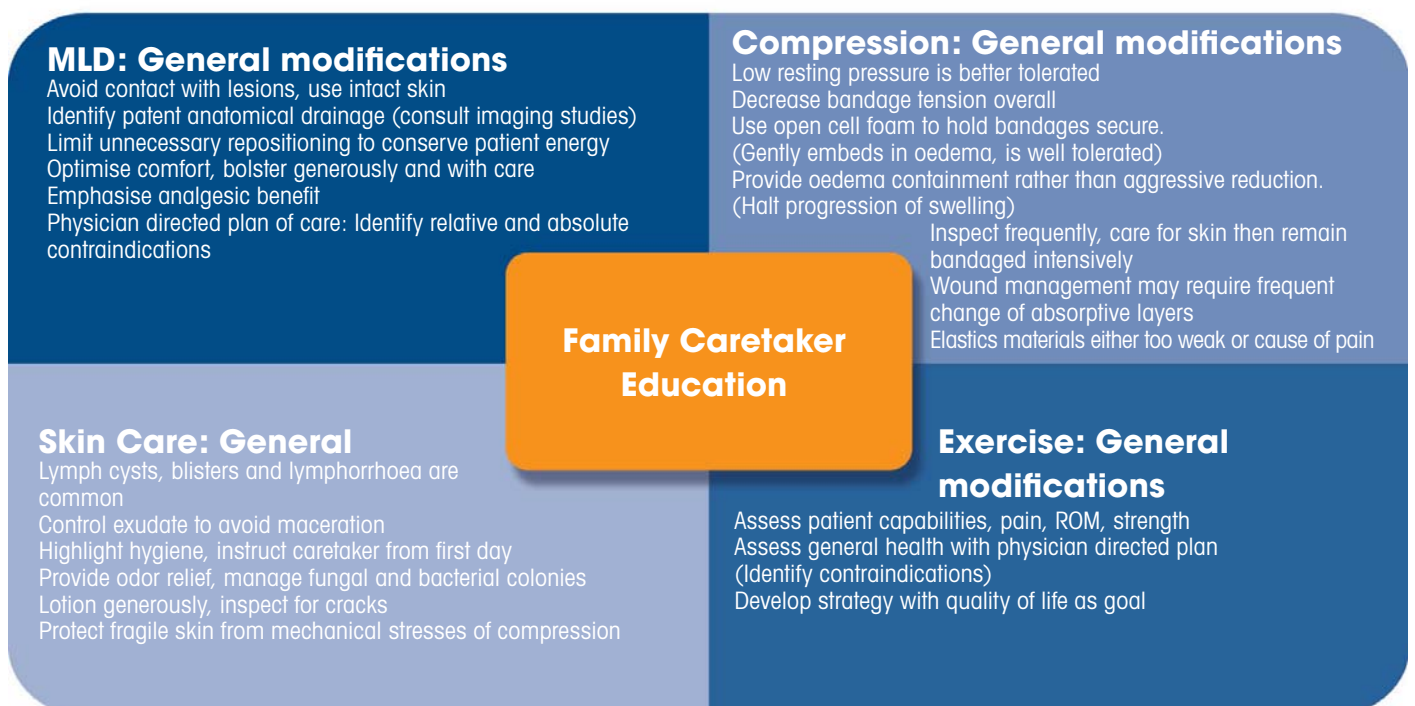 MLD: General modifications
Avoid contact with lesions, use intact skin
Identify patent anatomical drainage (consult imaging studies)
Limit unnecessary repositioning to conserve patient energy
Optimise comfort, bolster generously and with care
Emphasise analgesic benefit
Physician directed plan of care: Identify relative and absolute
contraindications
Compression: General modifications
Low resting pressure is better tolerated
Decrease bandage tension overall
Use open cell foam to hold bandages secure.
(Gently embeds in oedema, is well tolerated)
Provide oedema containment rather than aggressive reduction.
(Halt progression of swelling)
Inspect frequently, care for skin then remain
bandaged intensively
Wound management may require frequent
change of absorptive layers
Elastics materials either too weak or cause of pain
Family Caretaker
Education
Skin Care: General
Lymph cysts, blisters and lymphorrhoea are
common
Control exudate to avoid maceration
Highlight hygiene, instruct caretaker from first day
Provide odor relief, manage fungal and bacterial colonies
Lotion generously, inspect for cracks
Protect fragile skin from mechanical stresses of compression
Exercise: General
modifications
Assess patient capabilities, pain, ROM, strength
Assess general health with physician directed plan
(Identify contraindications)
Develop strategy with quality of life as goal